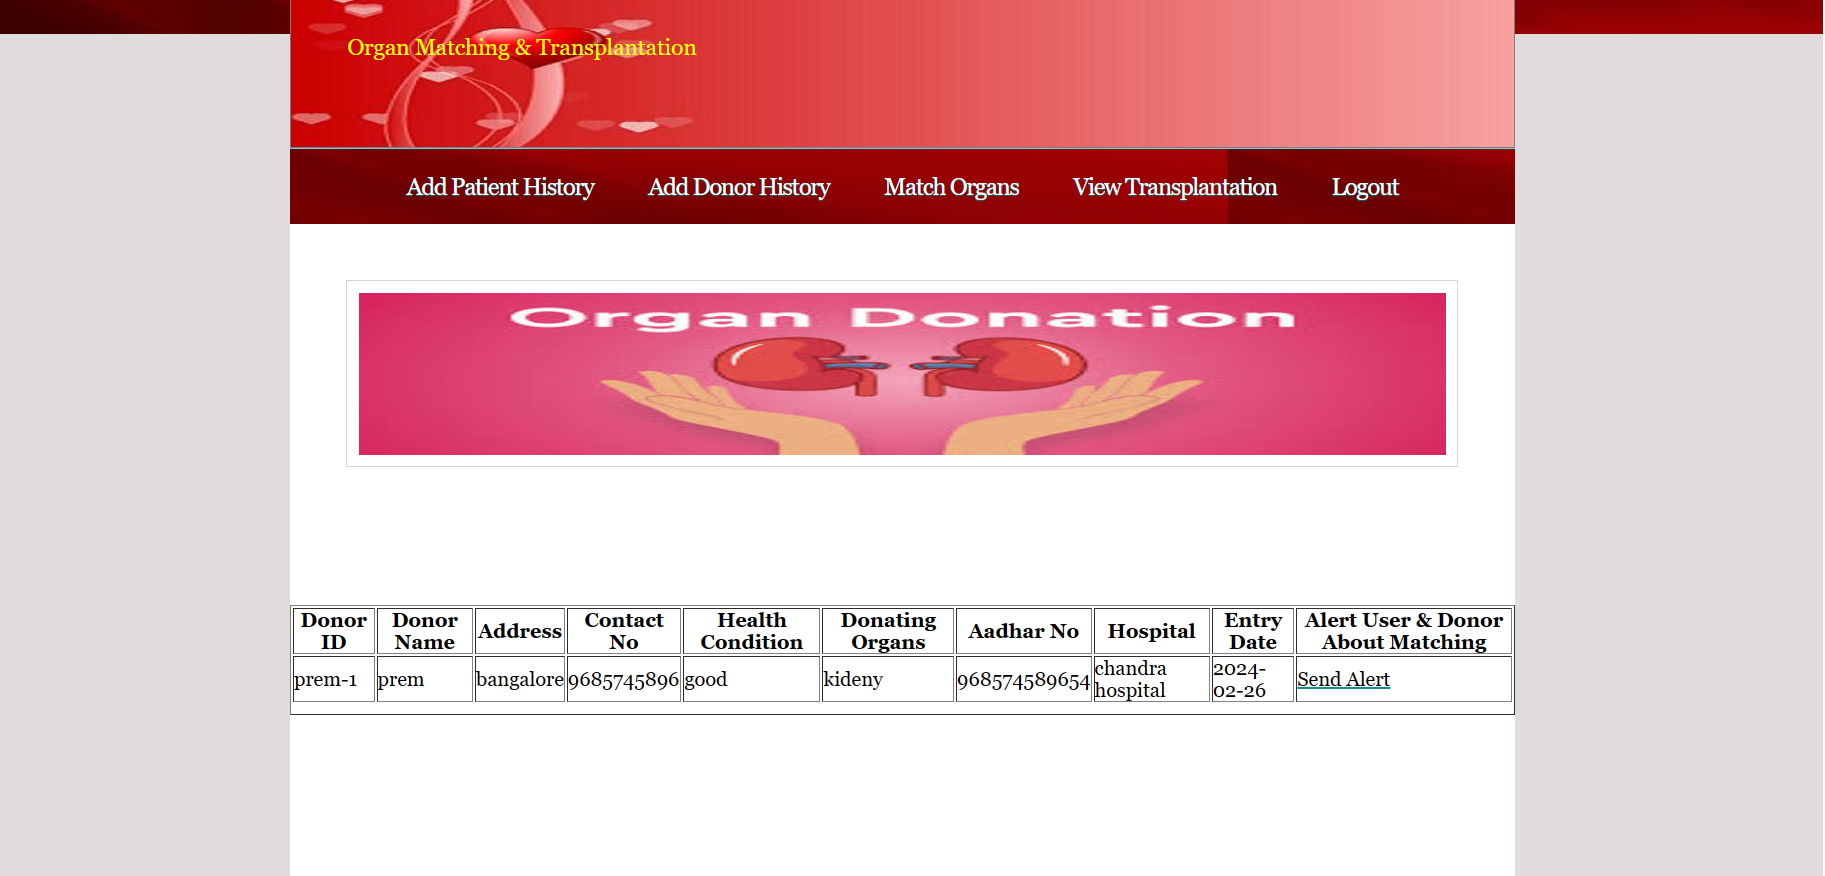 Organ Matching & Transplantation
Add Patient History Add Donor History Match Organs View Transplantation Logout
Organ Donation
Donor ID Donor Name Address Contact No Health Condition Donating Organs Aadhar No Hospital Entry Date Alert User & Donor About Matching
prem-1 prem bangalore 9685745896 good kideny 968574589654 chandra hospital 2024-02-26 Send Alert